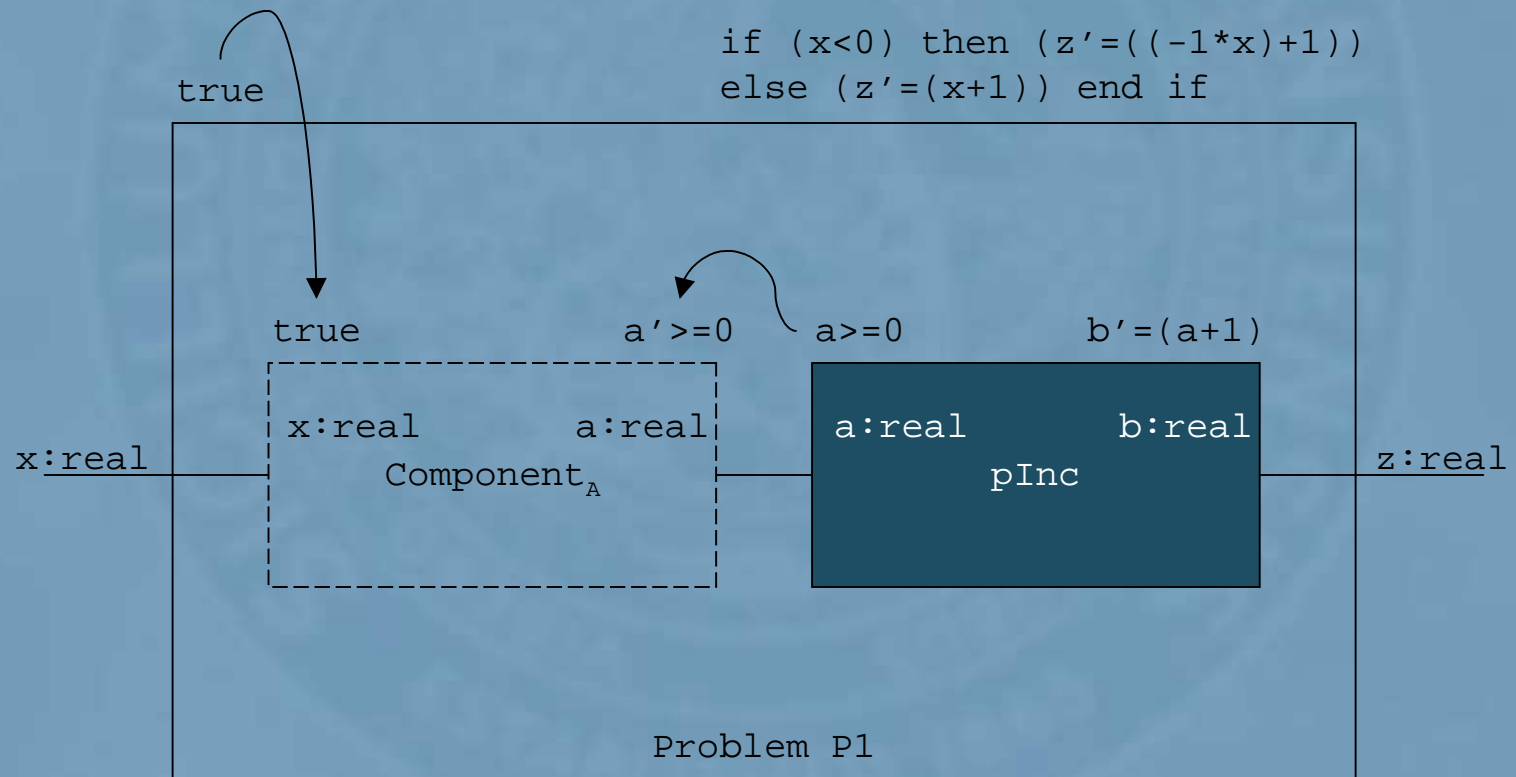 if (x<0) then (z′=((-1*x)+1))
true
else (z′=(x+1)) end if
true
a′>=0
a>=0
b′=(a+1)
x:real
a:real
a:real
b:real
x:real
Component_A
pInc
z:real
Problem P1